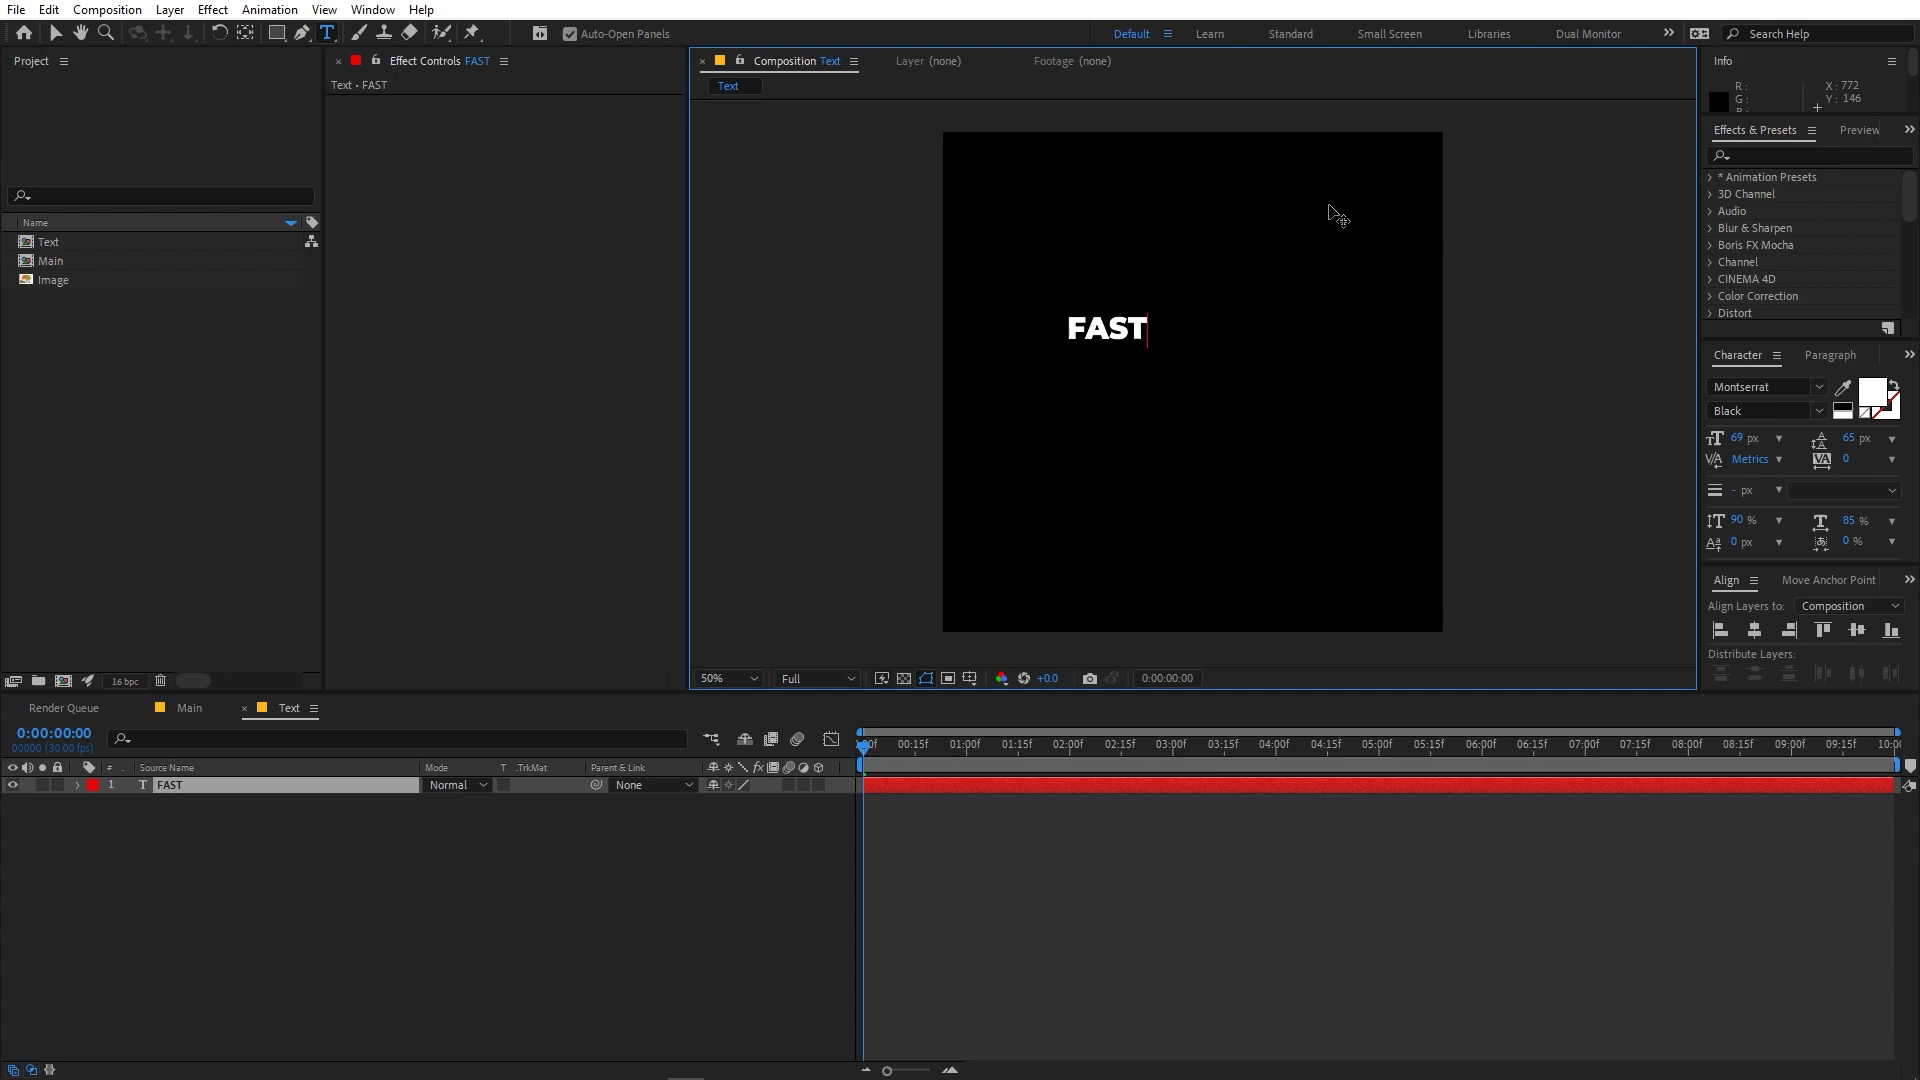 File Edit Composition Layer Effect Animation View Window Help
Auto-Open Panels
Default Learn Standard Small Screen Libraries Dual Monitor Search Help
Project
Effect Controls FAST
Text • FAST
Name
Text
Main
Image
16 bpc
Composition Text
Layer (none)
Footage (none)
Text
FAST
50%
Full
+0.0
0:00:00:00
Info
R:
G:
X: 772
Y: 146
Effects & Presets
Preview
* Animation Presets
3D Channel
Audio
Blur & Sharpen
Boris FX Mocha
Channel
CINEMA 4D
Color Correction
Distort
Character
Paragraph
Montserrat
Black
69 px
65 px
Metrics
0
- px
90 %
85 %
0 px
0 %
Align
Move Anchor Point
Align Layers to: Composition
Distribute Layers:
Render Queue Main Text
0:00:00:00
00000 (30.00 fps)
# Source Name Mode T .TrkMat Parent & Link
1 T FAST Normal None
00:15f 01:00f 01:15f 02:00f 02:15f 03:00f 03:15f 04:00f 04:15f 05:00f 05:15f 06:00f 06:15f 07:00f 07:15f 08:00f 08:15f 09:00f 09:15f